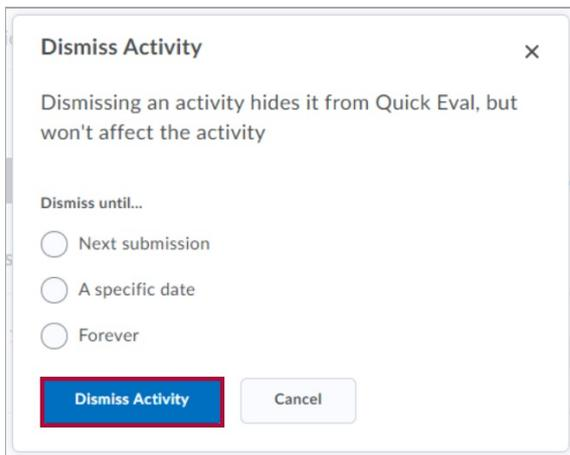 Dismiss Activity
Dismissing an activity hides it from Quick Eval, but
won't affect the activity
Dismiss until...
Next submission
A specific date
Forever
Dismiss Activity
Cancel